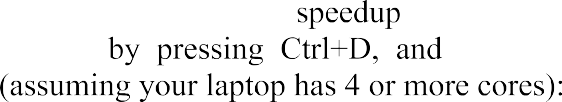 speedup
by pressing Ctrl+D, and
(assuming your laptop has 4 or more cores):